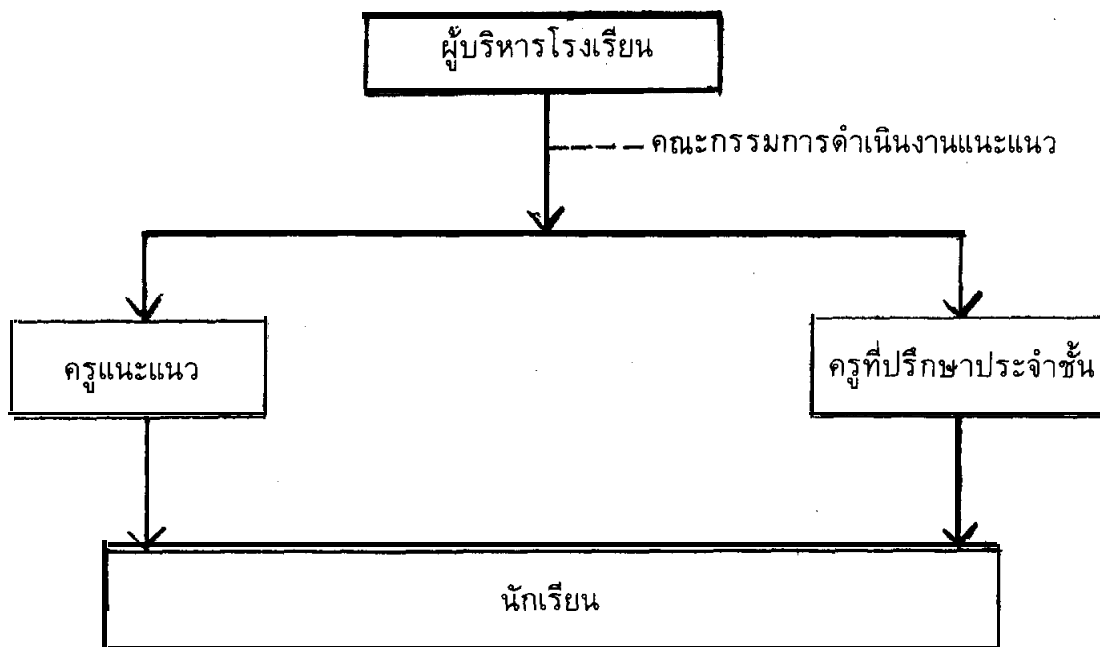 ผู้บริหารโรงเรียน
คณะกรรมการดำเนินงานแนะแนว
ครูแนะแนว
ครูที่ปรึกษาประจำชั้น
นักเรียน